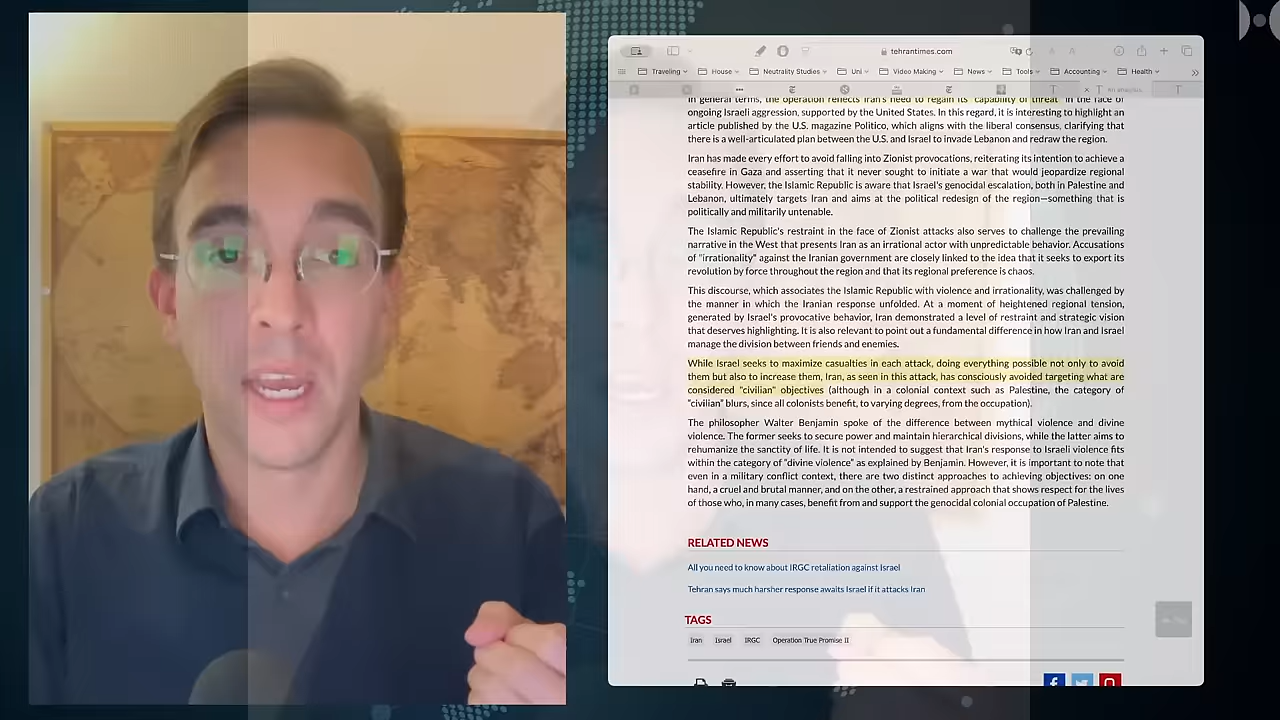 tehrantimes.com
Traveling House Neutrality Studies Uni Video Making News Tools Accounting Health
In general terms, the operation reflects Iran's need to regain its "capability of threat" in the face of
ongoing Israeli aggression, supported by the United States. In this regard, it is interesting to highlight an
article published by the U.S. magazine Politico, which aligns with the liberal consensus, clarifying that
there is a well-articulated plan between the U.S. and Israel to invade Lebanon and redraw the region.
Iran has made every effort to avoid falling into Zionist provocations, reiterating its intention to achieve a
ceasefire in Gaza and asserting that it never sought to initiate a war that would jeopardize regional
stability. However, the Islamic Republic is aware that Israel's genocidal escalation, both in Palestine and
Lebanon, ultimately targets Iran and aims at the political redesign of the region—something that is
politically and militarily untenable.
The Islamic Republic's restraint in the face of Zionist attacks also serves to challenge the prevailing
narrative in the West that presents Iran as an irrational actor with unpredictable behavior. Accusations
of "irrationality" against the Iranian government are closely linked to the idea that it seeks to export its
revolution by force throughout the region and that its regional preference is chaos.
This discourse, which associates the Islamic Republic with violence and irrationality, was challenged by
the manner in which the Iranian response unfolded. At a moment of heightened regional tension,
generated by Israel's provocative behavior, Iran demonstrated a level of restraint and strategic vision
that deserves highlighting. It is also relevant to point out a fundamental difference in how Iran and Israel
manage the division between friends and enemies.
While Israel seeks to maximize casualties in each attack, doing everything possible not only to avoid
them but also to increase them, Iran, as seen in this attack, has consciously avoided targeting what are
considered "civilian" objectives (although in a colonial context such as Palestine, the category of
"civilian" blurs, since all colonists benefit, to varying degrees, from the occupation).
The philosopher Walter Benjamin spoke of the difference between mythical violence and divine
violence. The former seeks to secure power and maintain hierarchical divisions, while the latter aims to
rehumanize the sanctity of life. It is not intended to suggest that Iran's response to Israeli violence fits
within the category of "divine violence" as explained by Benjamin. However, it is important to note that
even in a military conflict context, there are two distinct approaches to achieving objectives: on one
hand, a cruel and brutal manner, and on the other, a restrained approach that shows respect for the lives
of those who, in many cases, benefit from and support the genocidal colonial occupation of Palestine.
RELATED NEWS
All you need to know about IRGC retaliation against Israel
Tehran says much harsher response awaits Israel if it attacks Iran
TAGS
Iran Israel IRGC Operation True Promise II